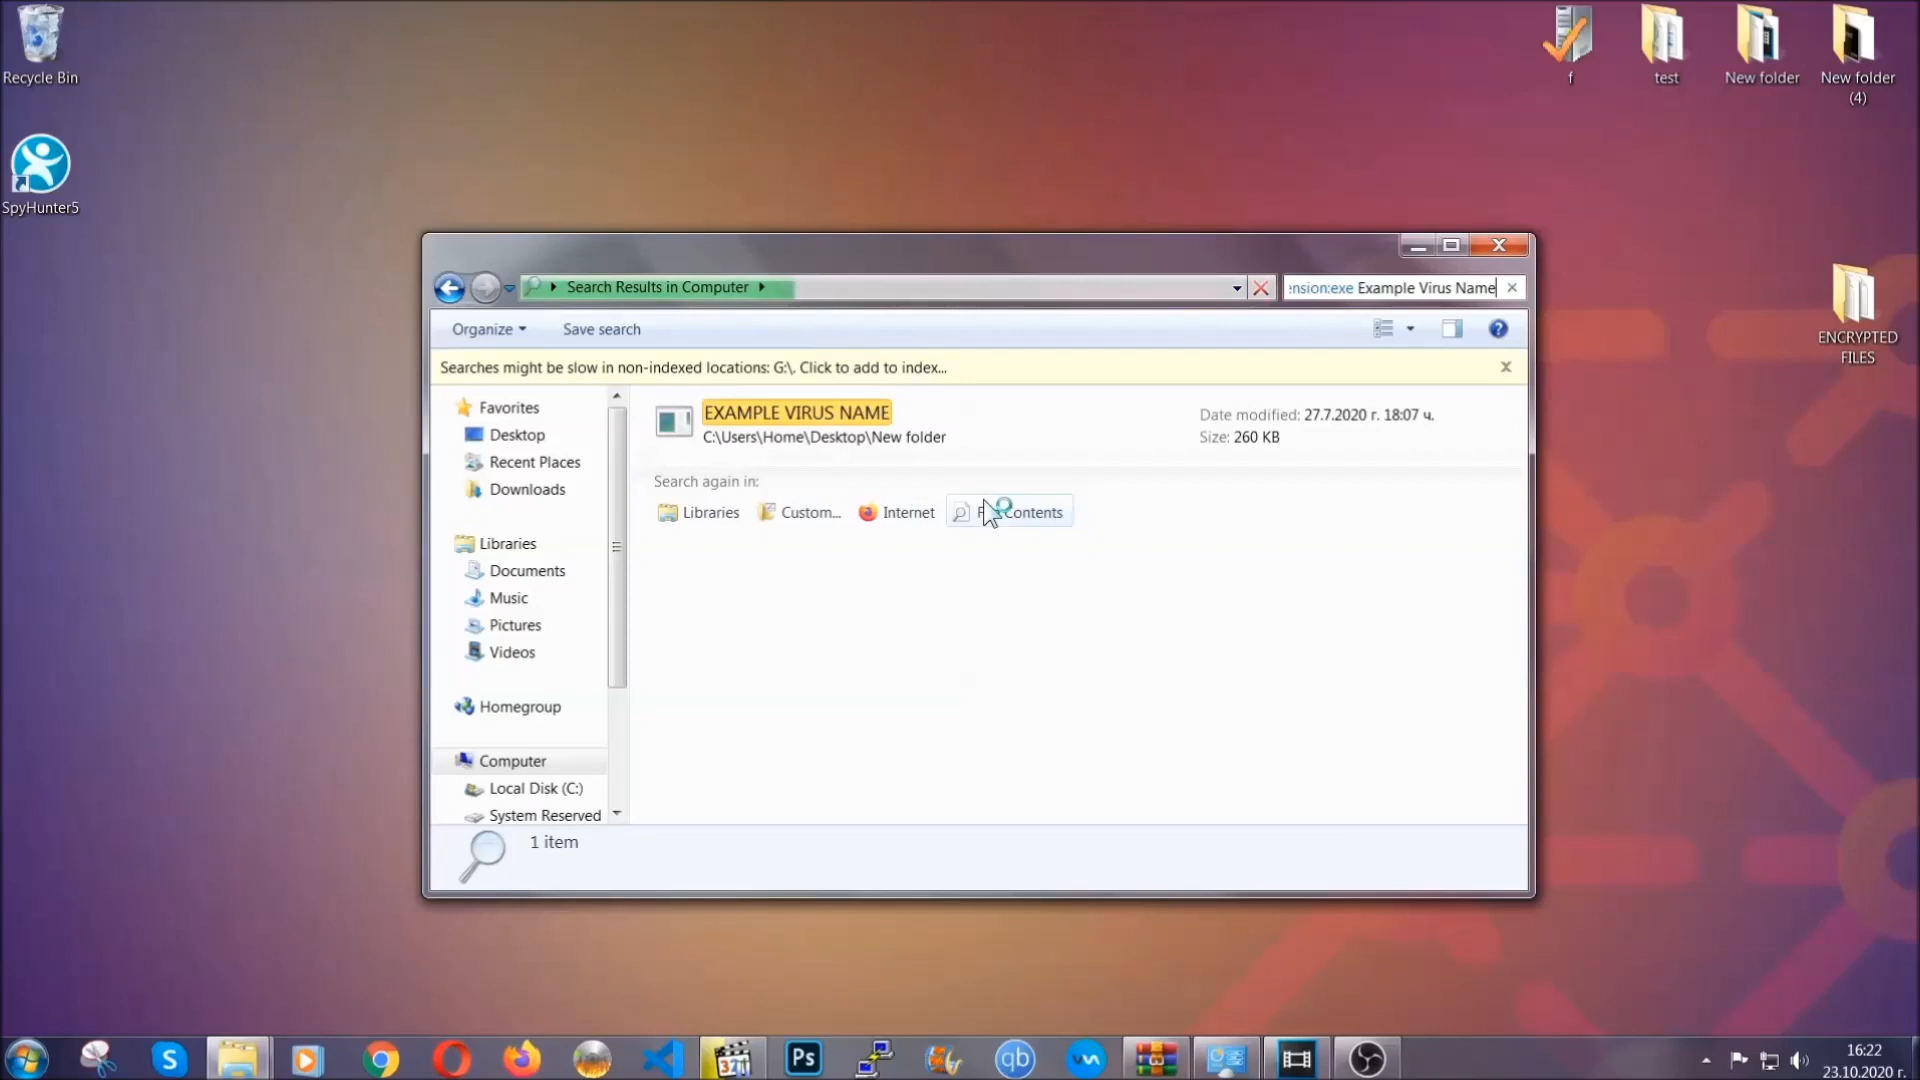 Recycle Bin
SpyHunter5
f
test
New folder
New folder
(4)
ENCRYPTED
FILES
Search Results in Computer
ension:exe Example Virus Name
Organize
Save search
Searches might be slow in non-indexed locations: G:\. Click to add to index...
Favorites
Desktop
Recent Places
Downloads
Libraries
Documents
Music
Pictures
Videos
Homegroup
Computer
Local Disk (C:)
System Reserved
EXAMPLE VIRUS NAME
C:\Users\Home\Desktop\New folder
Date modified: 27.7.2020 г. 18:07 ч.
Size: 260 KB
Search again in:
Libraries
Custom...
Internet
Contents
1 item
S
321
Ps
qb
16:22
23.10.2020 г.